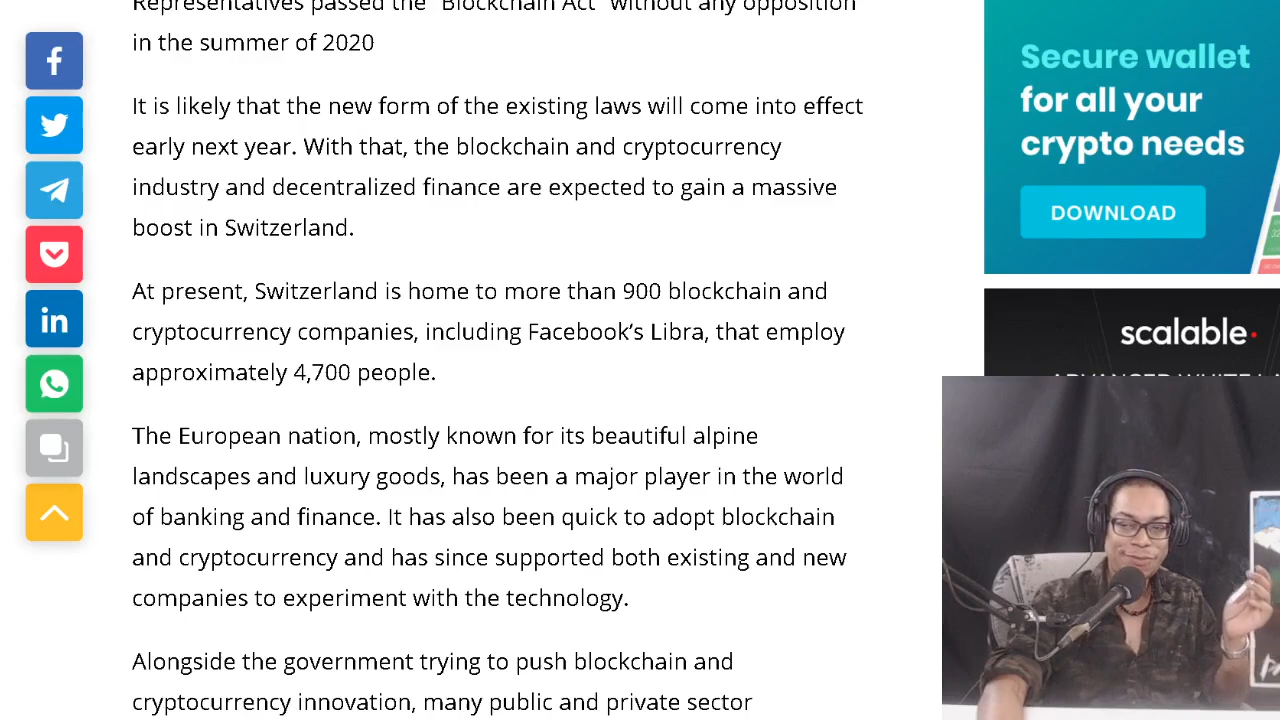 Representatives passed the "Blockchain Act" without any opposition
in the summer of 2020
It is likely that the new form of the existing laws will come into effect
early next year. With that, the blockchain and cryptocurrency
industry and decentralized finance are expected to gain a massive
boost in Switzerland.
At present, Switzerland is home to more than 900 blockchain and
cryptocurrency companies, including Facebook’s Libra, that employ
approximately 4,700 people.
The European nation, mostly known for its beautiful alpine
landscapes and luxury goods, has been a major player in the world
of banking and finance. It has also been quick to adopt blockchain
and cryptocurrency and has since supported both existing and new
companies to experiment with the technology.
Alongside the government trying to push blockchain and
cryptocurrency innovation, many public and private sector
Secure wallet
for all your
crypto needs
DOWNLOAD
scalable
ADVANCED WHITE